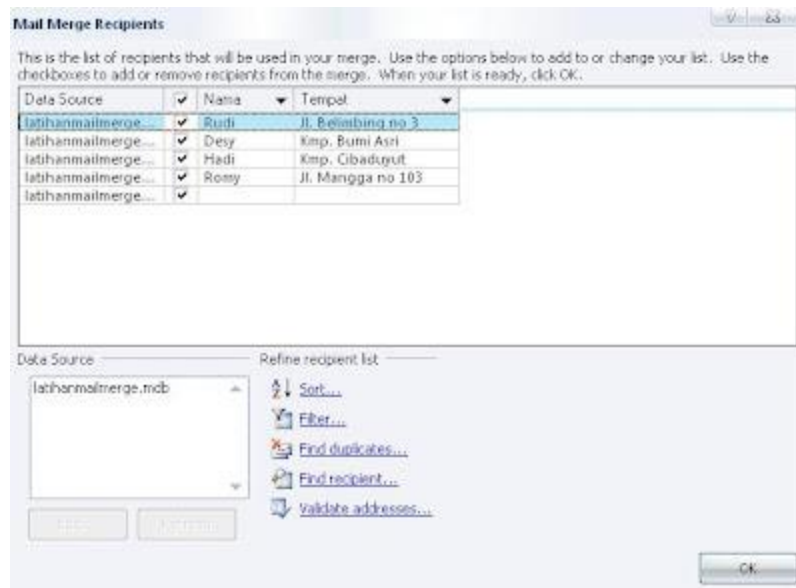 Mail Merge Recipients
This is the list of recipients that will be used in your merge. Use the options below to add to or change your list. Use the
checkboxes to add or remove recipients from the merge. When your list is ready, click OK.
Data Source Nama Tempat
latihanmailmerge.... Rudi Jl. Belimbing no 3
latihanmailmerge.... Desy Kmp. Bumi Asri
latihanmailmerge.... Hadi Kmp. Cibaduyut
latihanmailmerge.... Romy Jl. Mangga no 103
latihanmailmerge....
Data Source Refine recipient list
latihanmailmerge.mdb
Sort...
Filter...
Find duplicates...
Find recipient...
Validate addresses...
OK